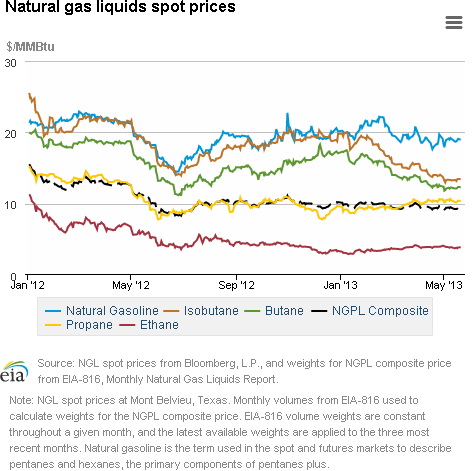 Natural gas liquids spot prices
$/MMBtu
30
20
10
0
Jan '12 May '12 Sep '12 Jan '13 May '13
Natural Gasoline Isobutane Butane NGPL Composite
Propane Ethane
eia
Source: NGL spot prices from Bloomberg, L.P., and weights for NGPL composite price
from EIA-816, Monthly Natural Gas Liquids Report.
Note: NGL spot prices at Mont Belvieu, Texas. Monthly volumes from EIA-816 used to
calculate weights for the NGPL composite price. EIA-816 volume weights are constant
throughout a given month, and the latest available weights are applied to the three most
recent months. Natural gasoline is the term used in the spot and futures markets to describe
pentanes and hexanes, the primary components of pentanes plus.